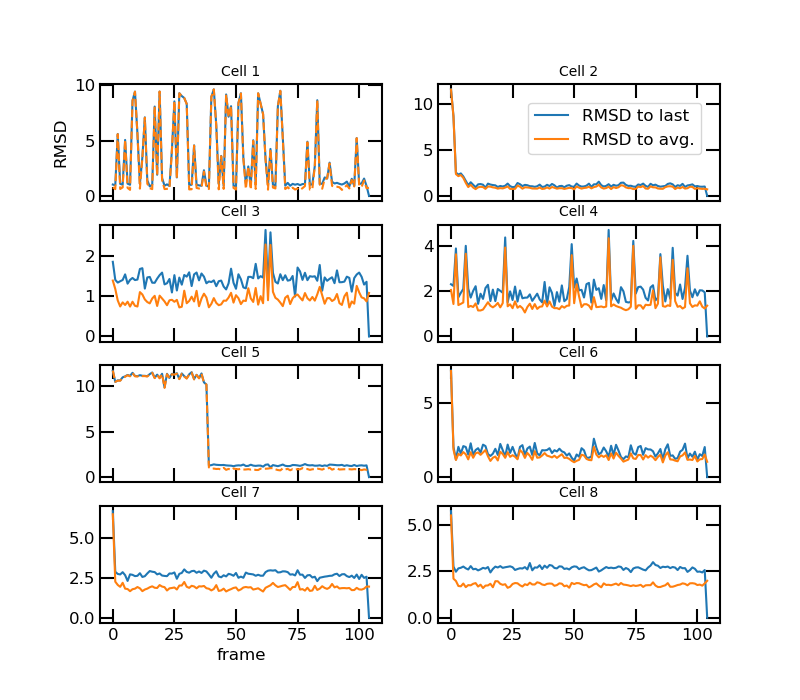 Cell 1
Cell 2
10
5
0
RMSD
10
5
0
RMSD to last
RMSD to avg.
Cell 3
Cell 4
2
1
0
4
2
0
Cell 5
Cell 6
10
5
0
5
0
Cell 7
Cell 8
5.0
2.5
0.0
5.0
2.5
0.0
0 25 50 75 100
0 25 50 75 100
frame